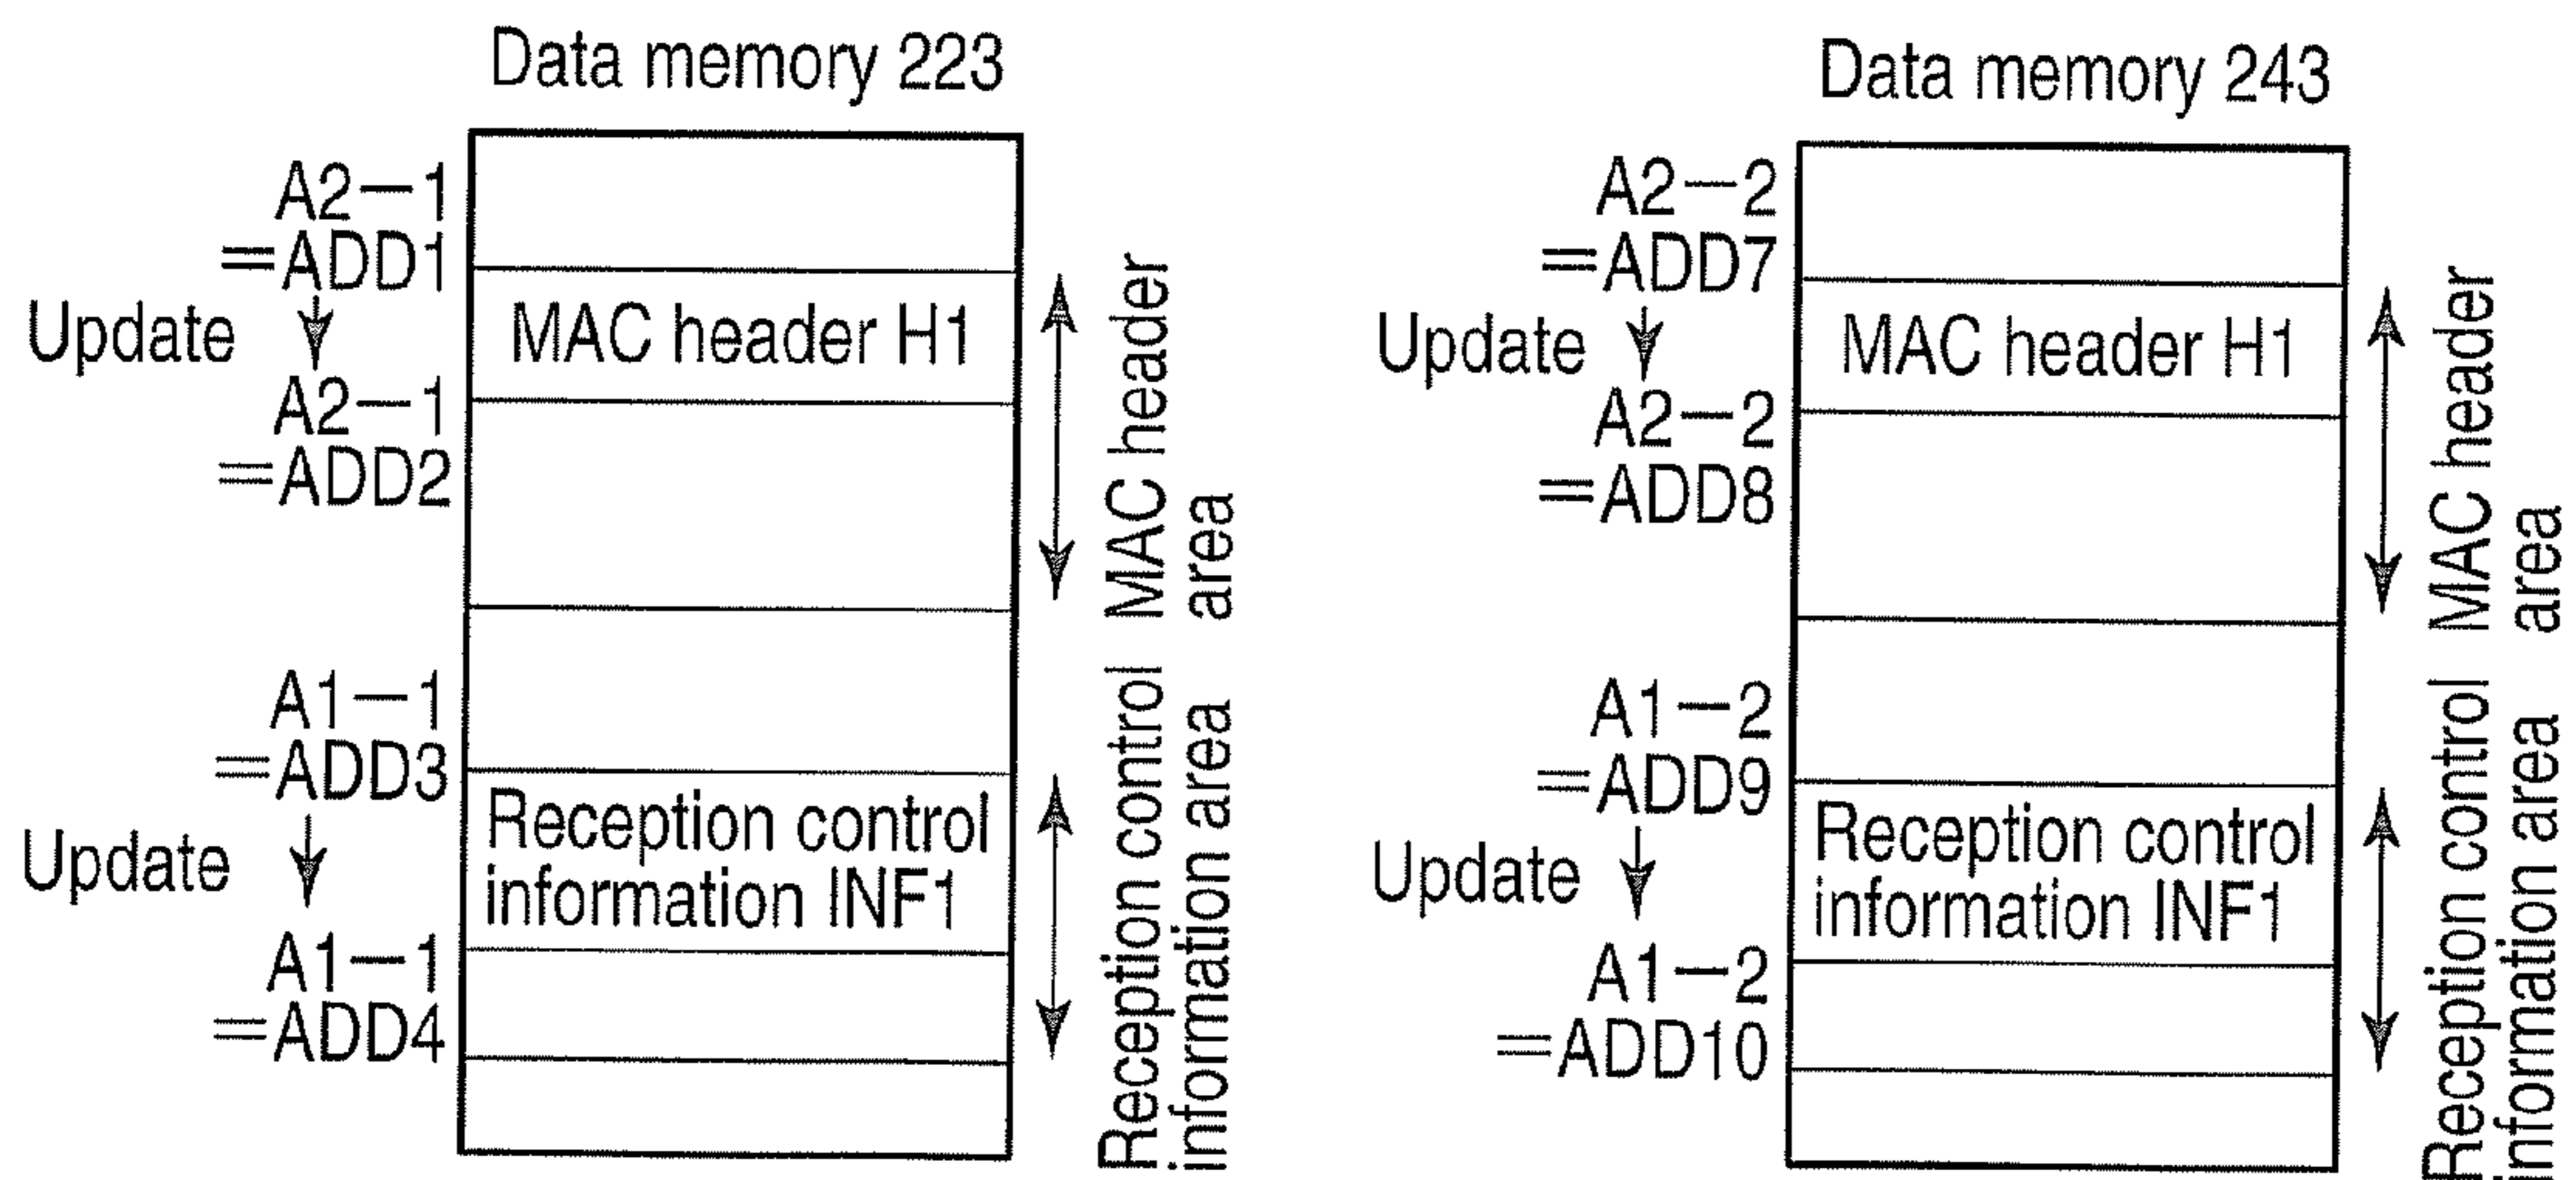 Data memory 223
A2−1
=ADD1
Update
A2−1
=ADD2
MAC header H1
MAC header
area
A1−1
=ADD3
Update
A1−1
=ADD4
Reception control
information INF1
Reception control
information area
Data memory 243
A2−2
=ADD7
Update
A2−2
=ADD8
MAC header H1
MAC header
area
A1−2
=ADD9
Update
A1−2
=ADD10
Reception control
information INF1
Reception control
information area